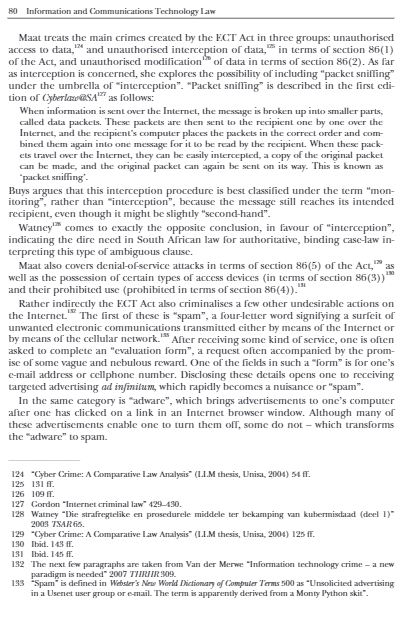 80 Information and Communications Technology Law
Maat treats the main crimes created by the ECT Act in three groups: unauthorised
access to data,124 and unauthorised interception of data,125 in terms of section 86(1)
of the Act, and unauthorised modification126 of data in terms of section 86(2). As far
as interception is concerned, she explores the possibility of including “packet sniffing”
under the umbrella of “interception”. “Packet sniffing” is described in the first edi-
tion of Cyberlaw@SA127 as follows:
When information is sent over the Internet, the message is broken up into smaller parts,
called data packets. These packets are then sent to the recipient one by one over the
Internet, and the recipient’s computer places the packets in the correct order and com-
bined them again into one message for it to be read by the recipient. When these pack-
ets travel over the Internet, they can be easily intercepted, a copy of the original packet
can be made, and the original packet can again be sent on its way. This is known as
‘packet sniffing’.
Buys argues that this interception procedure is best classified under the term “mon-
itoring”, rather than “interception”, because the message still reaches its intended
recipient, even though it might be slightly “second-hand”.
Watney128 comes to exactly the opposite conclusion, in favour of “interception”,
indicating the dire need in South African law for authoritative, binding case-law in-
terpreting this type of ambiguous clause.
Maat also covers denial-of-service attacks in terms of section 86(5) of the Act,129 as
well as the possession of certain types of access devices (in terms of section 86(3))130
and their prohibited use (prohibited in terms of section 86(4)).131
Rather indirectly the ECT Act also criminalises a few other undesirable actions on
the Internet.132 The first of these is “spam”, a four-letter word signifying a surfeit of
unwanted electronic communications transmitted either by means of the Internet or
by means of the cellular network.133 After receiving some kind of service, one is often
asked to complete an “evaluation form”, a request often accompanied by the prom-
ise of some vague and nebulous reward. One of the fields in such a “form” is for one’s
e-mail address or cellphone number. Disclosing these details opens one to receiving
targeted advertising ad infinitum, which rapidly becomes a nuisance or “spam”.
In the same category is “adware”, which brings advertisements to one’s computer
after one has clicked on a link in an Internet browser window. Although many of
these advertisements enable one to turn them off, some do not – which transforms
the “adware” to spam.
124 “Cyber Crime: A Comparative Law Analysis” (LLM thesis, Unisa, 2004) 54 ff.
125 131 ff.
126 109 ff.
127 Gordon “Internet criminal law” 429–430.
128 Watney “Die strafregtelike en prosedurele middele ter bekamping van kubermisdaad (deel 1)”
2003 TSAR 65.
129 “Cyber Crime: A Comparative Law Analysis” (LLM thesis, Unisa, 2004) 125 ff.
130 Ibid. 143 ff.
131 Ibid. 145 ff.
132 The next few paragraphs are taken from Van der Merwe “Information technology crime – a new
paradigm is needed” 2007 THRHR 309.
133 “Spam” is defined in Webster’s New World Dictionary of Computer Terms 500 as “Unsolicited advertising
in a Usenet user group or e-mail. The term is apparently derived from a Monty Python skit”.